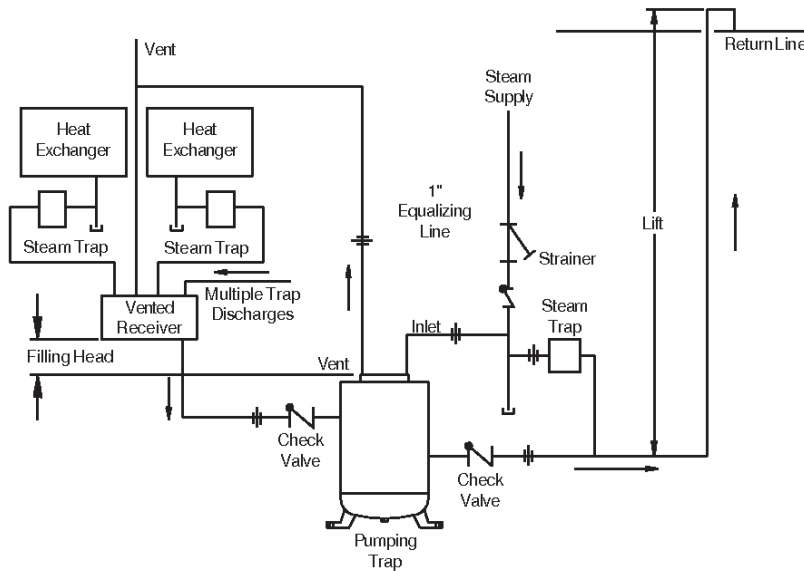 Vent
Return Line
Steam
Supply
Heat
Exchanger
Heat
Exchanger
1"
Equalizing
Line
Lift
Steam Trap
Steam Trap
Strainer
Multiple Trap
Discharges
Vented
Receiver
Steam
Trap
Inlet
Filling Head
Vent
Check
Valve
Check
Valve
Pumping
Trap